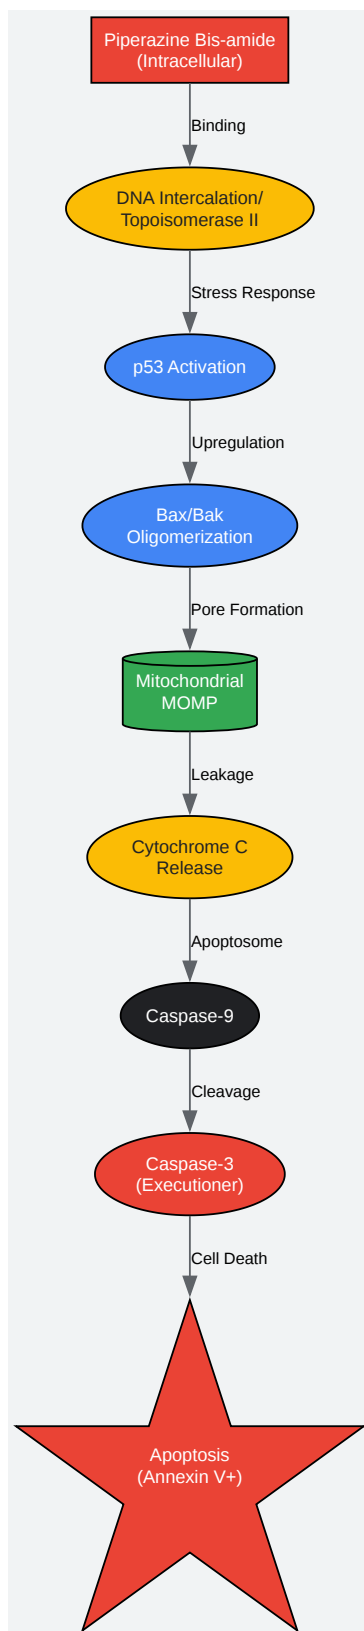 Piperazine Bis-amide
(Intracellular)
Binding
DNA Intercalation/
Topoisomerase II
Stress Response
p53 Activation
Upregulation
Bax/Bak
Oligomerization
Pore Formation
Mitochondrial
MOMP
Leakage
Cytochrome C
Release
Apoptosome
Caspase-9
Cleavage
Caspase-3
(Executioner)
Cell Death
Apoptosis
(Annexin V+)